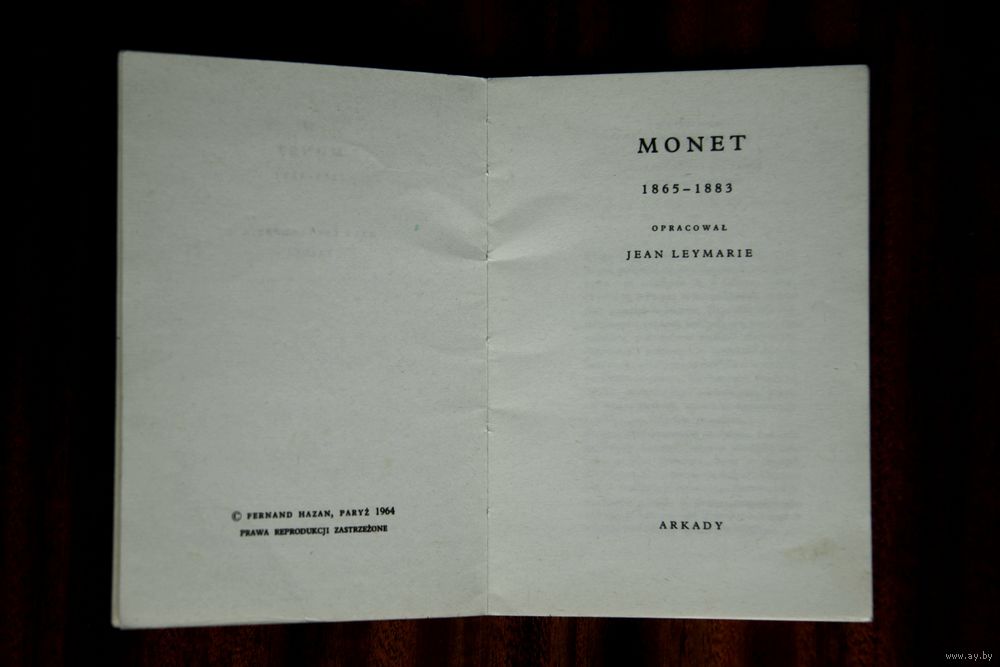 © FERNAND HAZAN, PARYŻ 1964
PRAWA REPRODUKCJI ZASTRZEŻONE
MONET
1865–1883
OPRACOWAŁ
JEAN LEYMARIE
ARKADY
www.ay.by